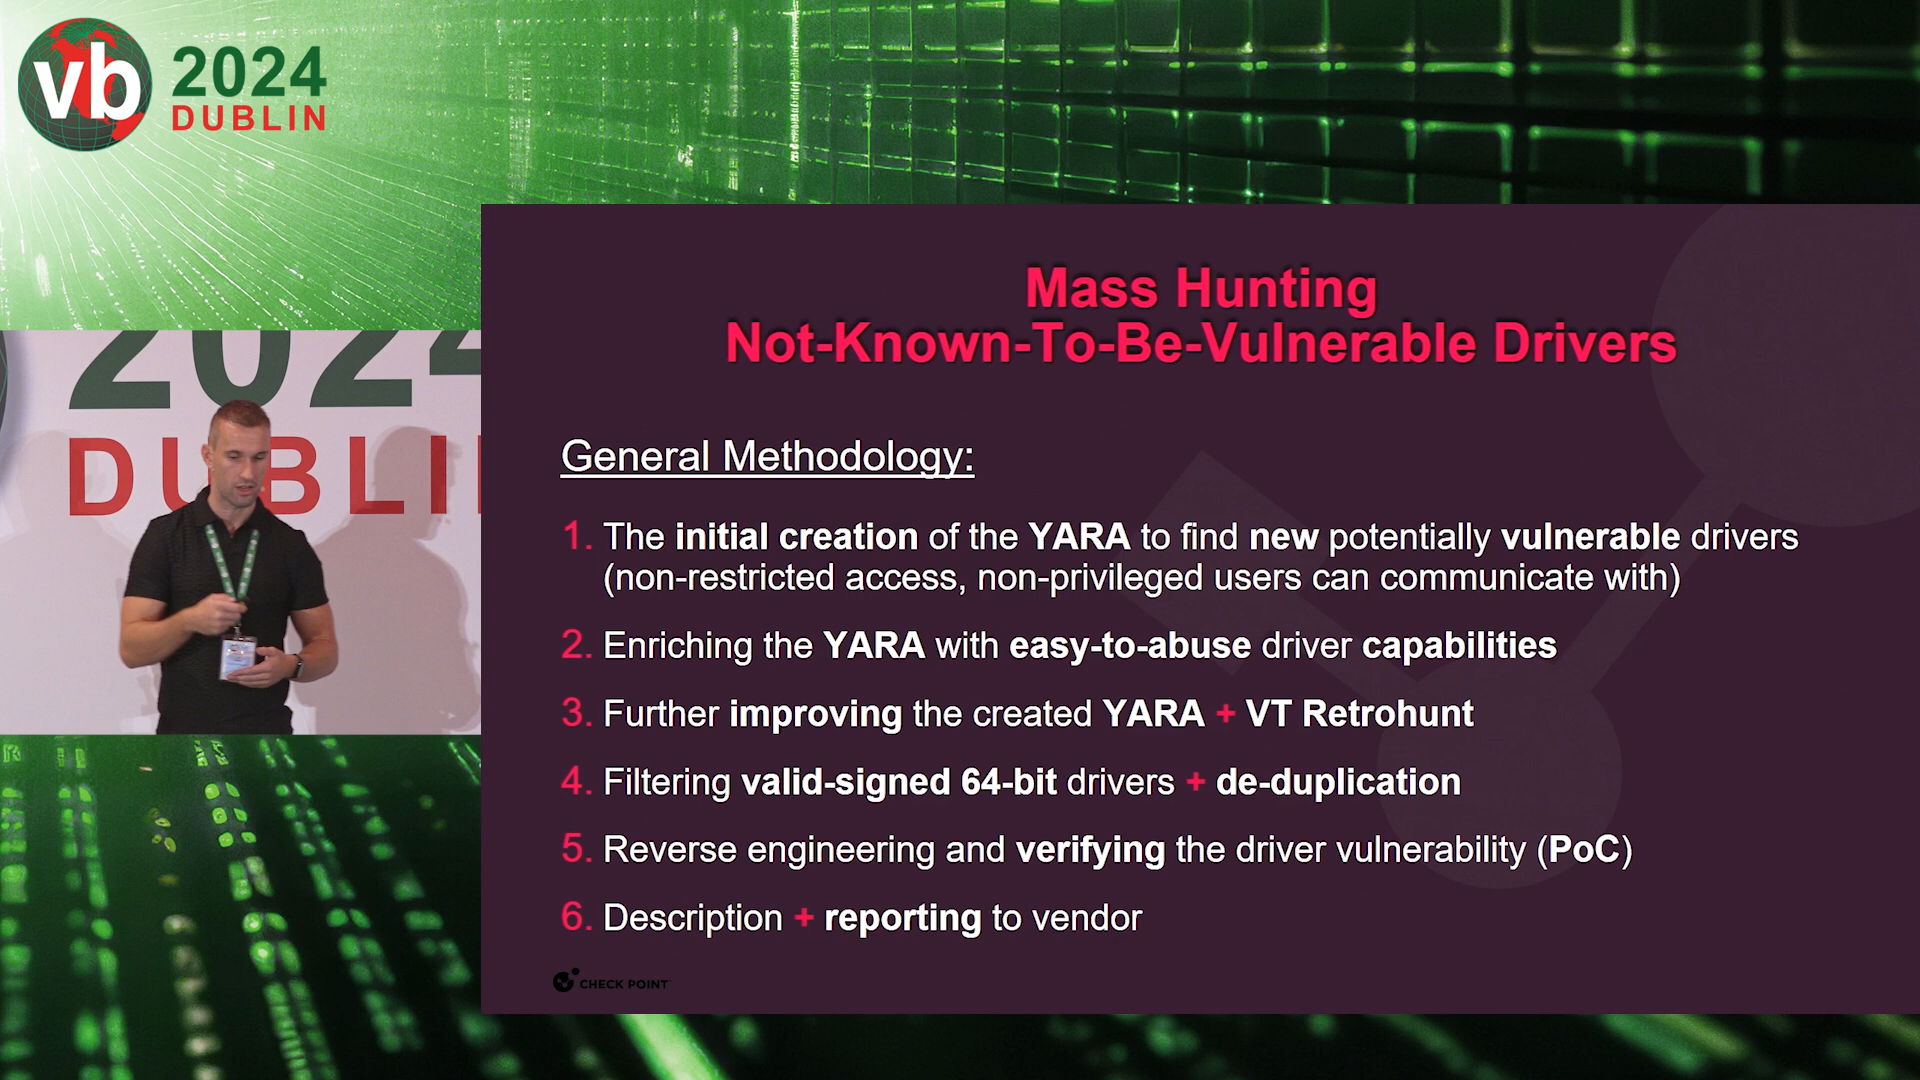 vb
2024
DUBLIN
2024
DUBLI
Mass Hunting
Not-Known-To-Be-Vulnerable Drivers
General Methodology:
1. The initial creation of the YARA to find new potentially vulnerable drivers
(non-restricted access, non-privileged users can communicate with)
2. Enriching the YARA with easy-to-abuse driver capabilities
3. Further improving the created YARA + VT Retrohunt
4. Filtering valid-signed 64-bit drivers + de-duplication
5. Reverse engineering and verifying the driver vulnerability (PoC)
6. Description + reporting to vendor
CHECK POINT